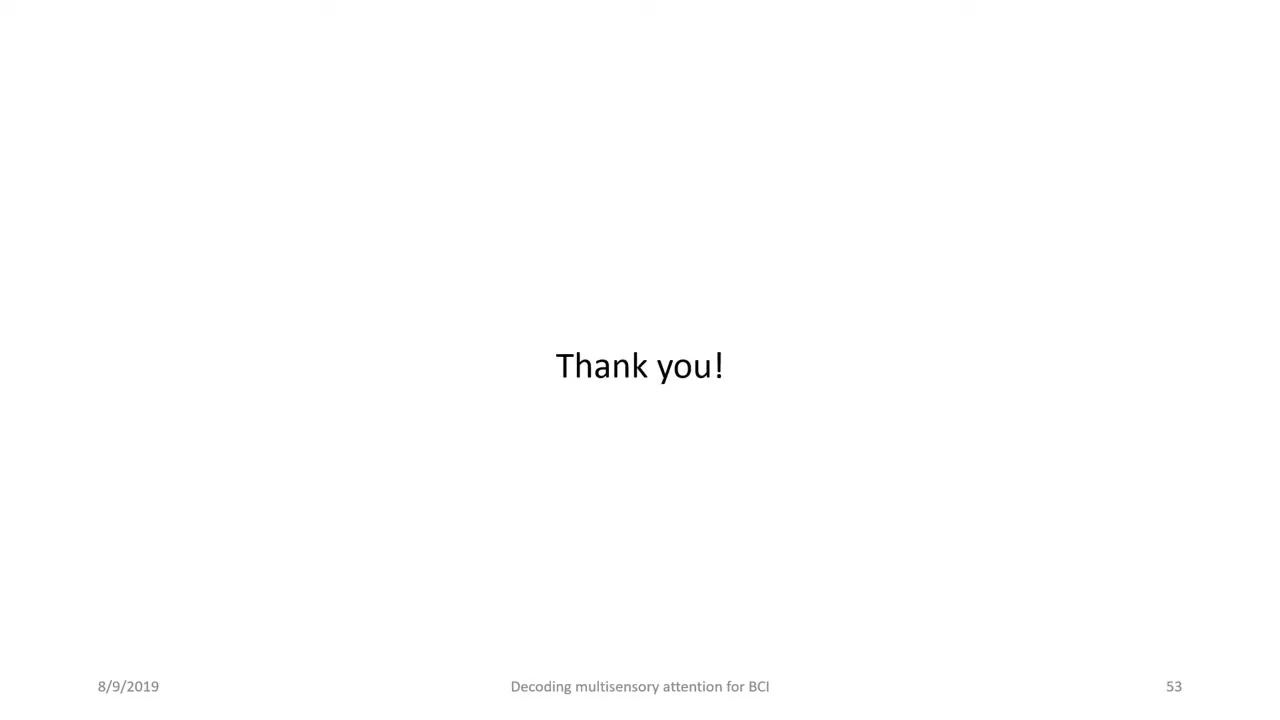 Thank you!
8/9/2019
Decoding multisensory attention for BCI
53